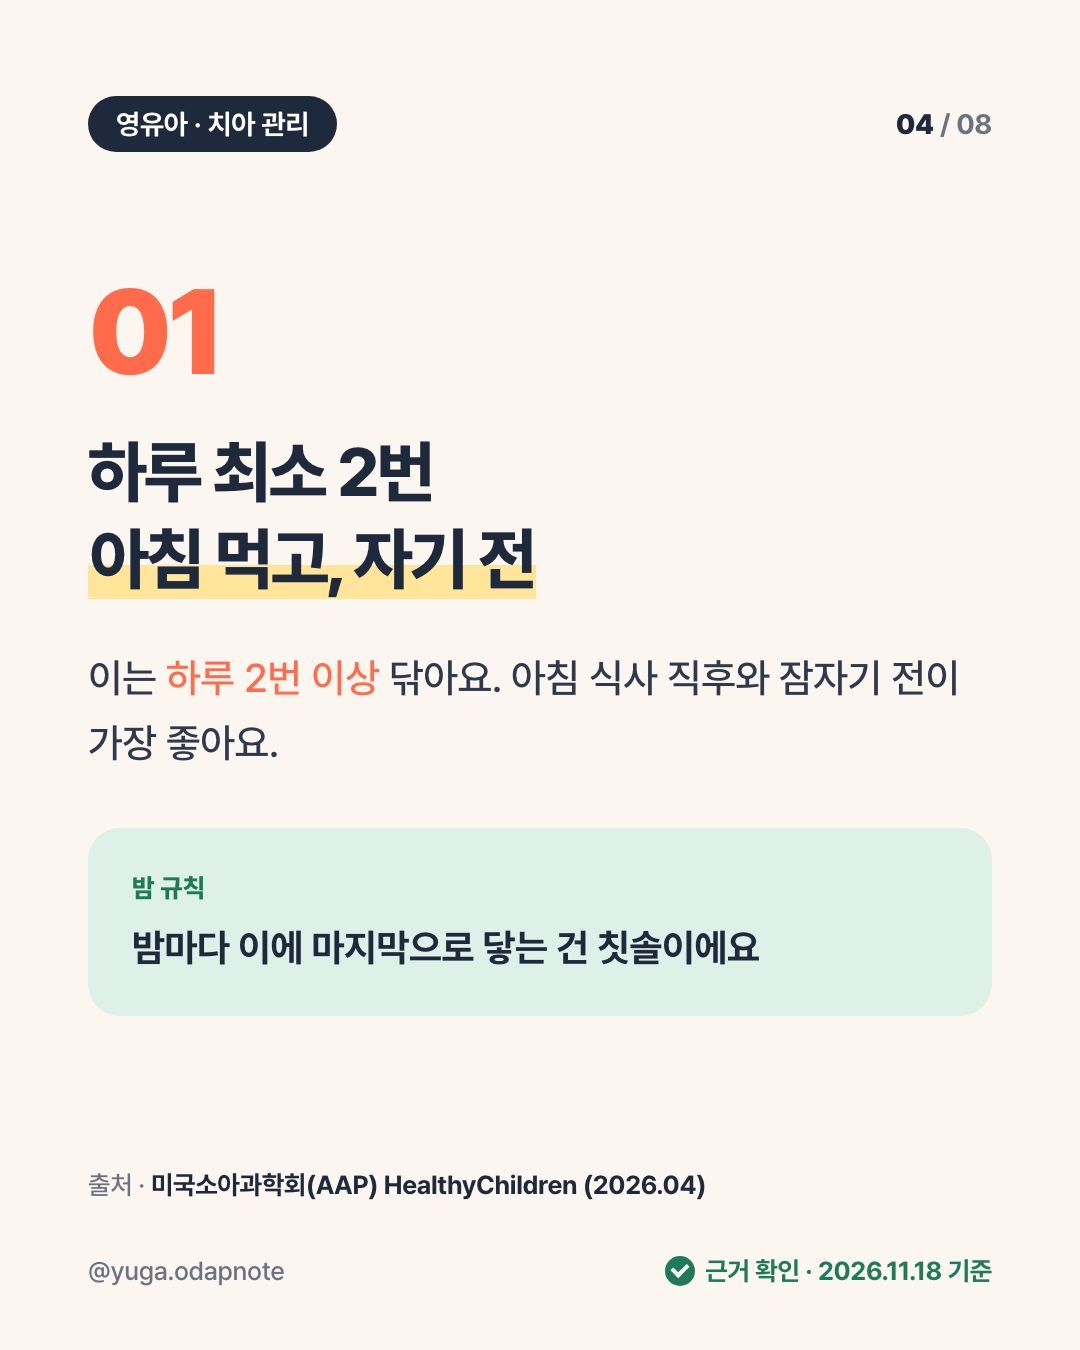 영유아 · 치아 관리
04 / 08
01
하루 최소 2번
아침 먹고, 자기 전
이는 하루 2번 이상 닦아요. 아침 식사 직후와 잠자기 전이
가장 좋아요.
밤 규칙
밤마다 이에 마지막으로 닿는 건 칫솔이에요
출처 · 미국소아과학회(AAP) HealthyChildren (2026.04)
@yuga.odapnote
근거 확인 · 2026.11.18 기준